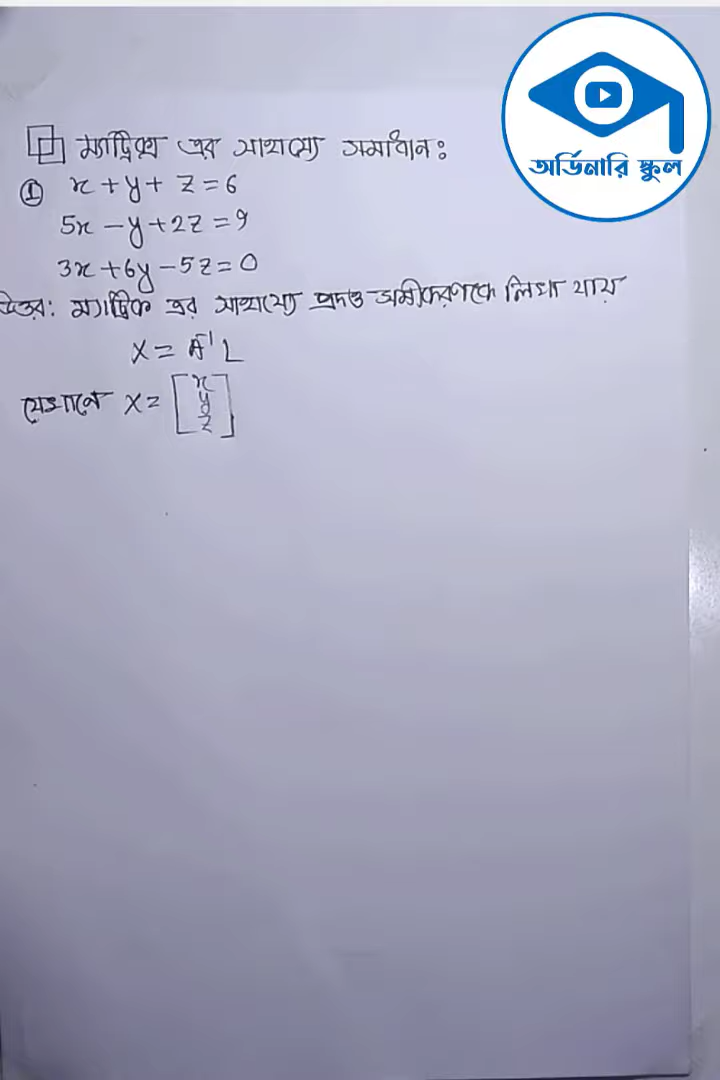 অর্ডিনারি স্কুল
ম্যাট্রিক্স এর সাহায্যে সমাধান:
① x + y + z = 6
5x - y + 2z = 9
3x + 6y - 5z = 0
উত্তর: ম্যাট্রিক এর সাহায্যে প্রদত্ত সমীকরণকে লিখা যায়
X = A⁻¹ L
যেখানে X = [x
y
z]